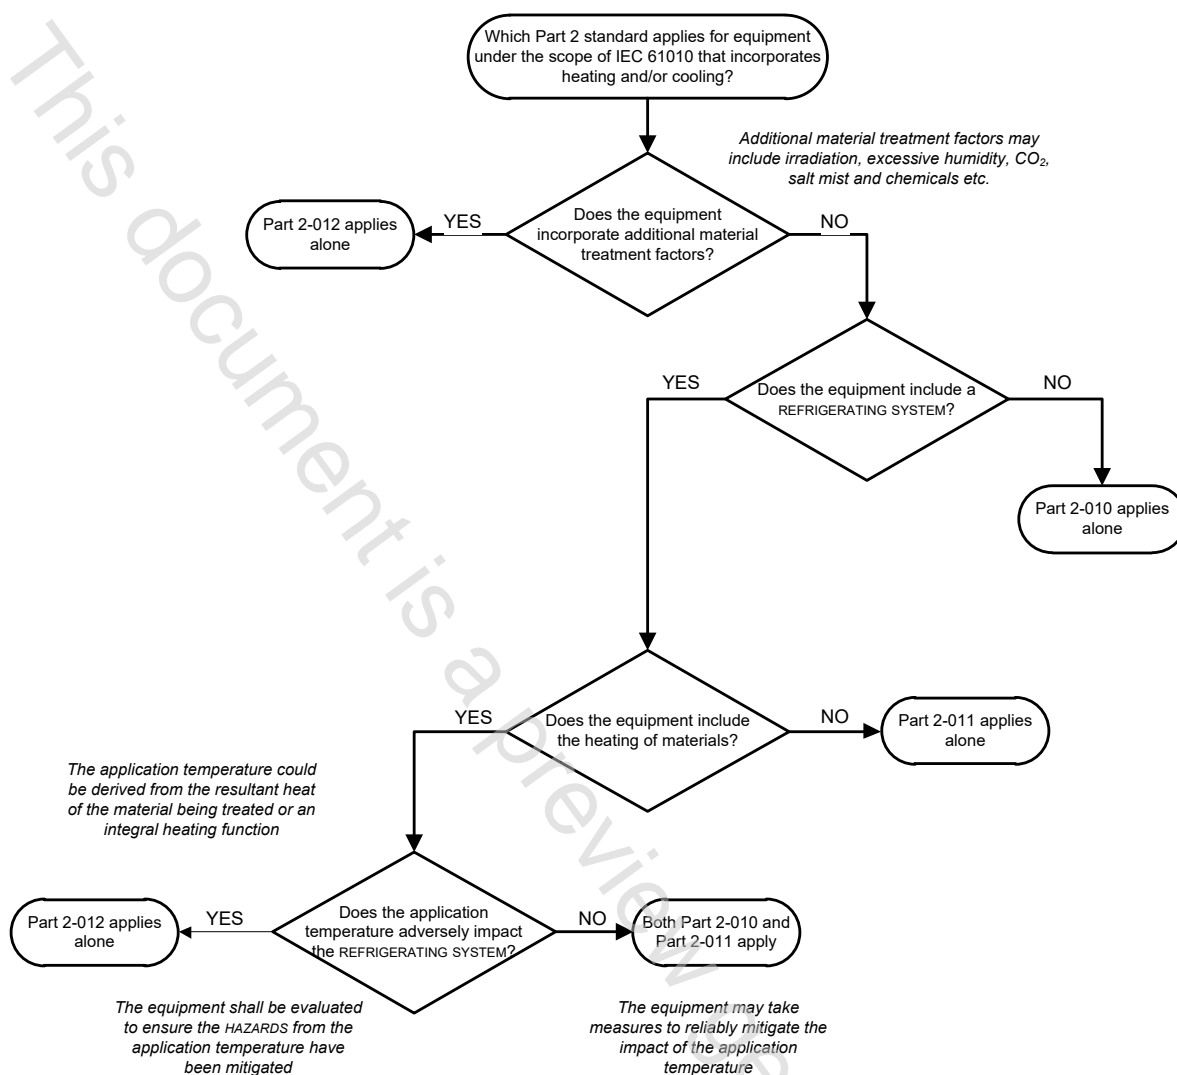 Which Part 2 standard applies for equipment
under the scope of IEC 61010 that incorporates
heating and/or cooling?
Additional material treatment factors may
include irradiation, excessive humidity, CO₂,
salt mist and chemicals etc.
Does the equipment
incorporate additional material
treatment factors?
YES
NO
Part 2-012 applies
alone
Does the equipment include a
REFRIGERATING SYSTEM?
YES
NO
Part 2-010 applies
alone
Does the equipment include
the heating of materials?
YES
NO
Part 2-011 applies
alone
The application temperature could
be derived from the resultant heat
of the material being treated or an
integral heating function
Does the application
temperature adversely impact
the REFRIGERATING SYSTEM?
YES
NO
Part 2-012 applies
alone
Both Part 2-010 and
Part 2-011 apply
The equipment shall be evaluated
to ensure the HAZARDS from the
application temperature have
been mitigated
The equipment may take
measures to reliably mitigate the
impact of the application
temperature
This document is a preview ge